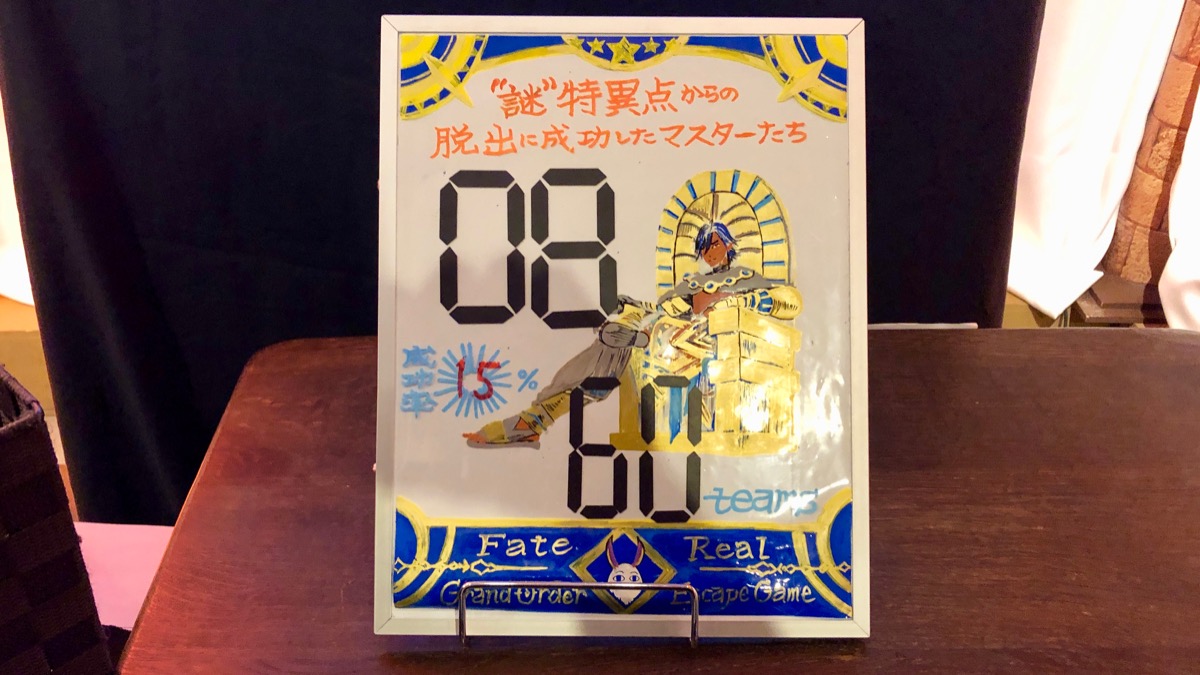 "謎"特異点からの
脱出に成功したマスターたち
08
成功率 15 %
60 teams
Fate Real
Grand Order Escape Game